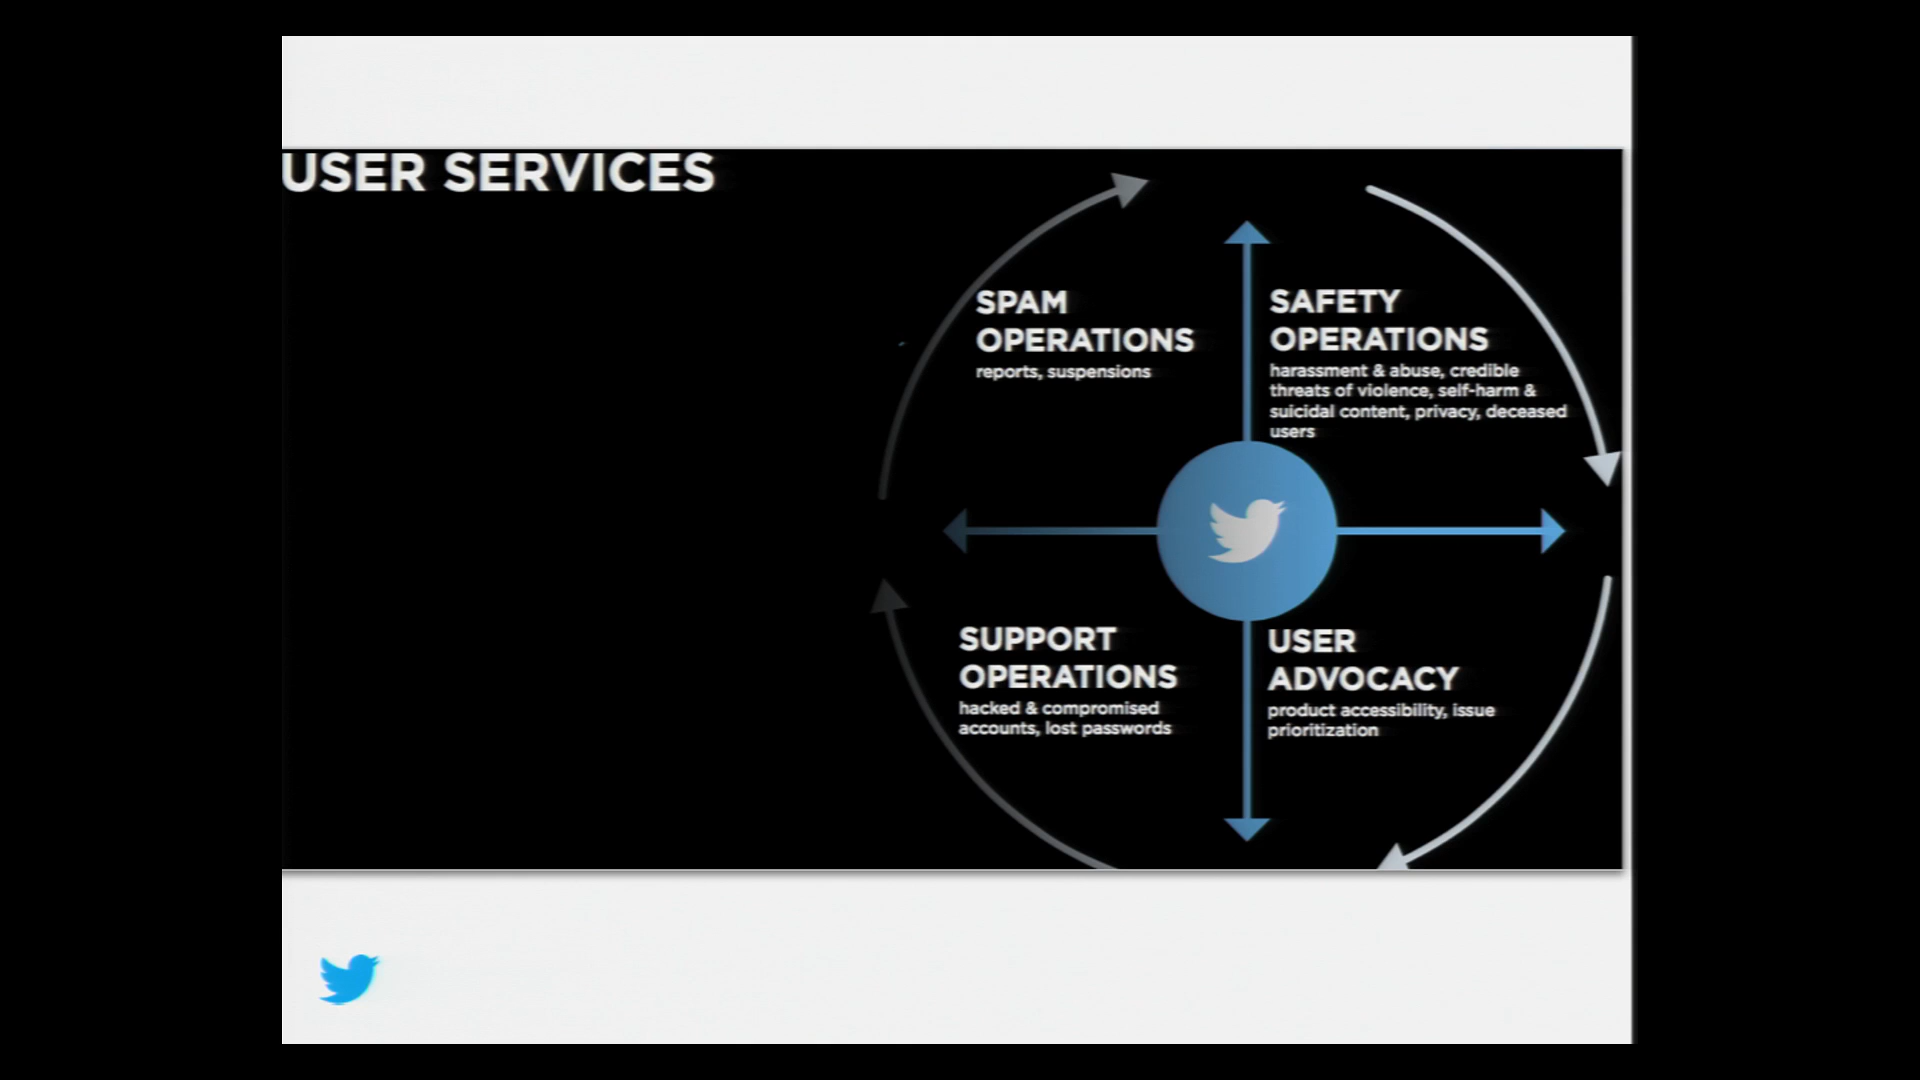 USER SERVICES
SPAM
OPERATIONS
reports, suspensions
SAFETY
OPERATIONS
harassment & abuse, credible
threats of violence, self-harm &
suicidal content, privacy, deceased
users
SUPPORT
OPERATIONS
hacked & compromised
accounts, lost passwords
USER
ADVOCACY
product accessibility, issue
prioritization